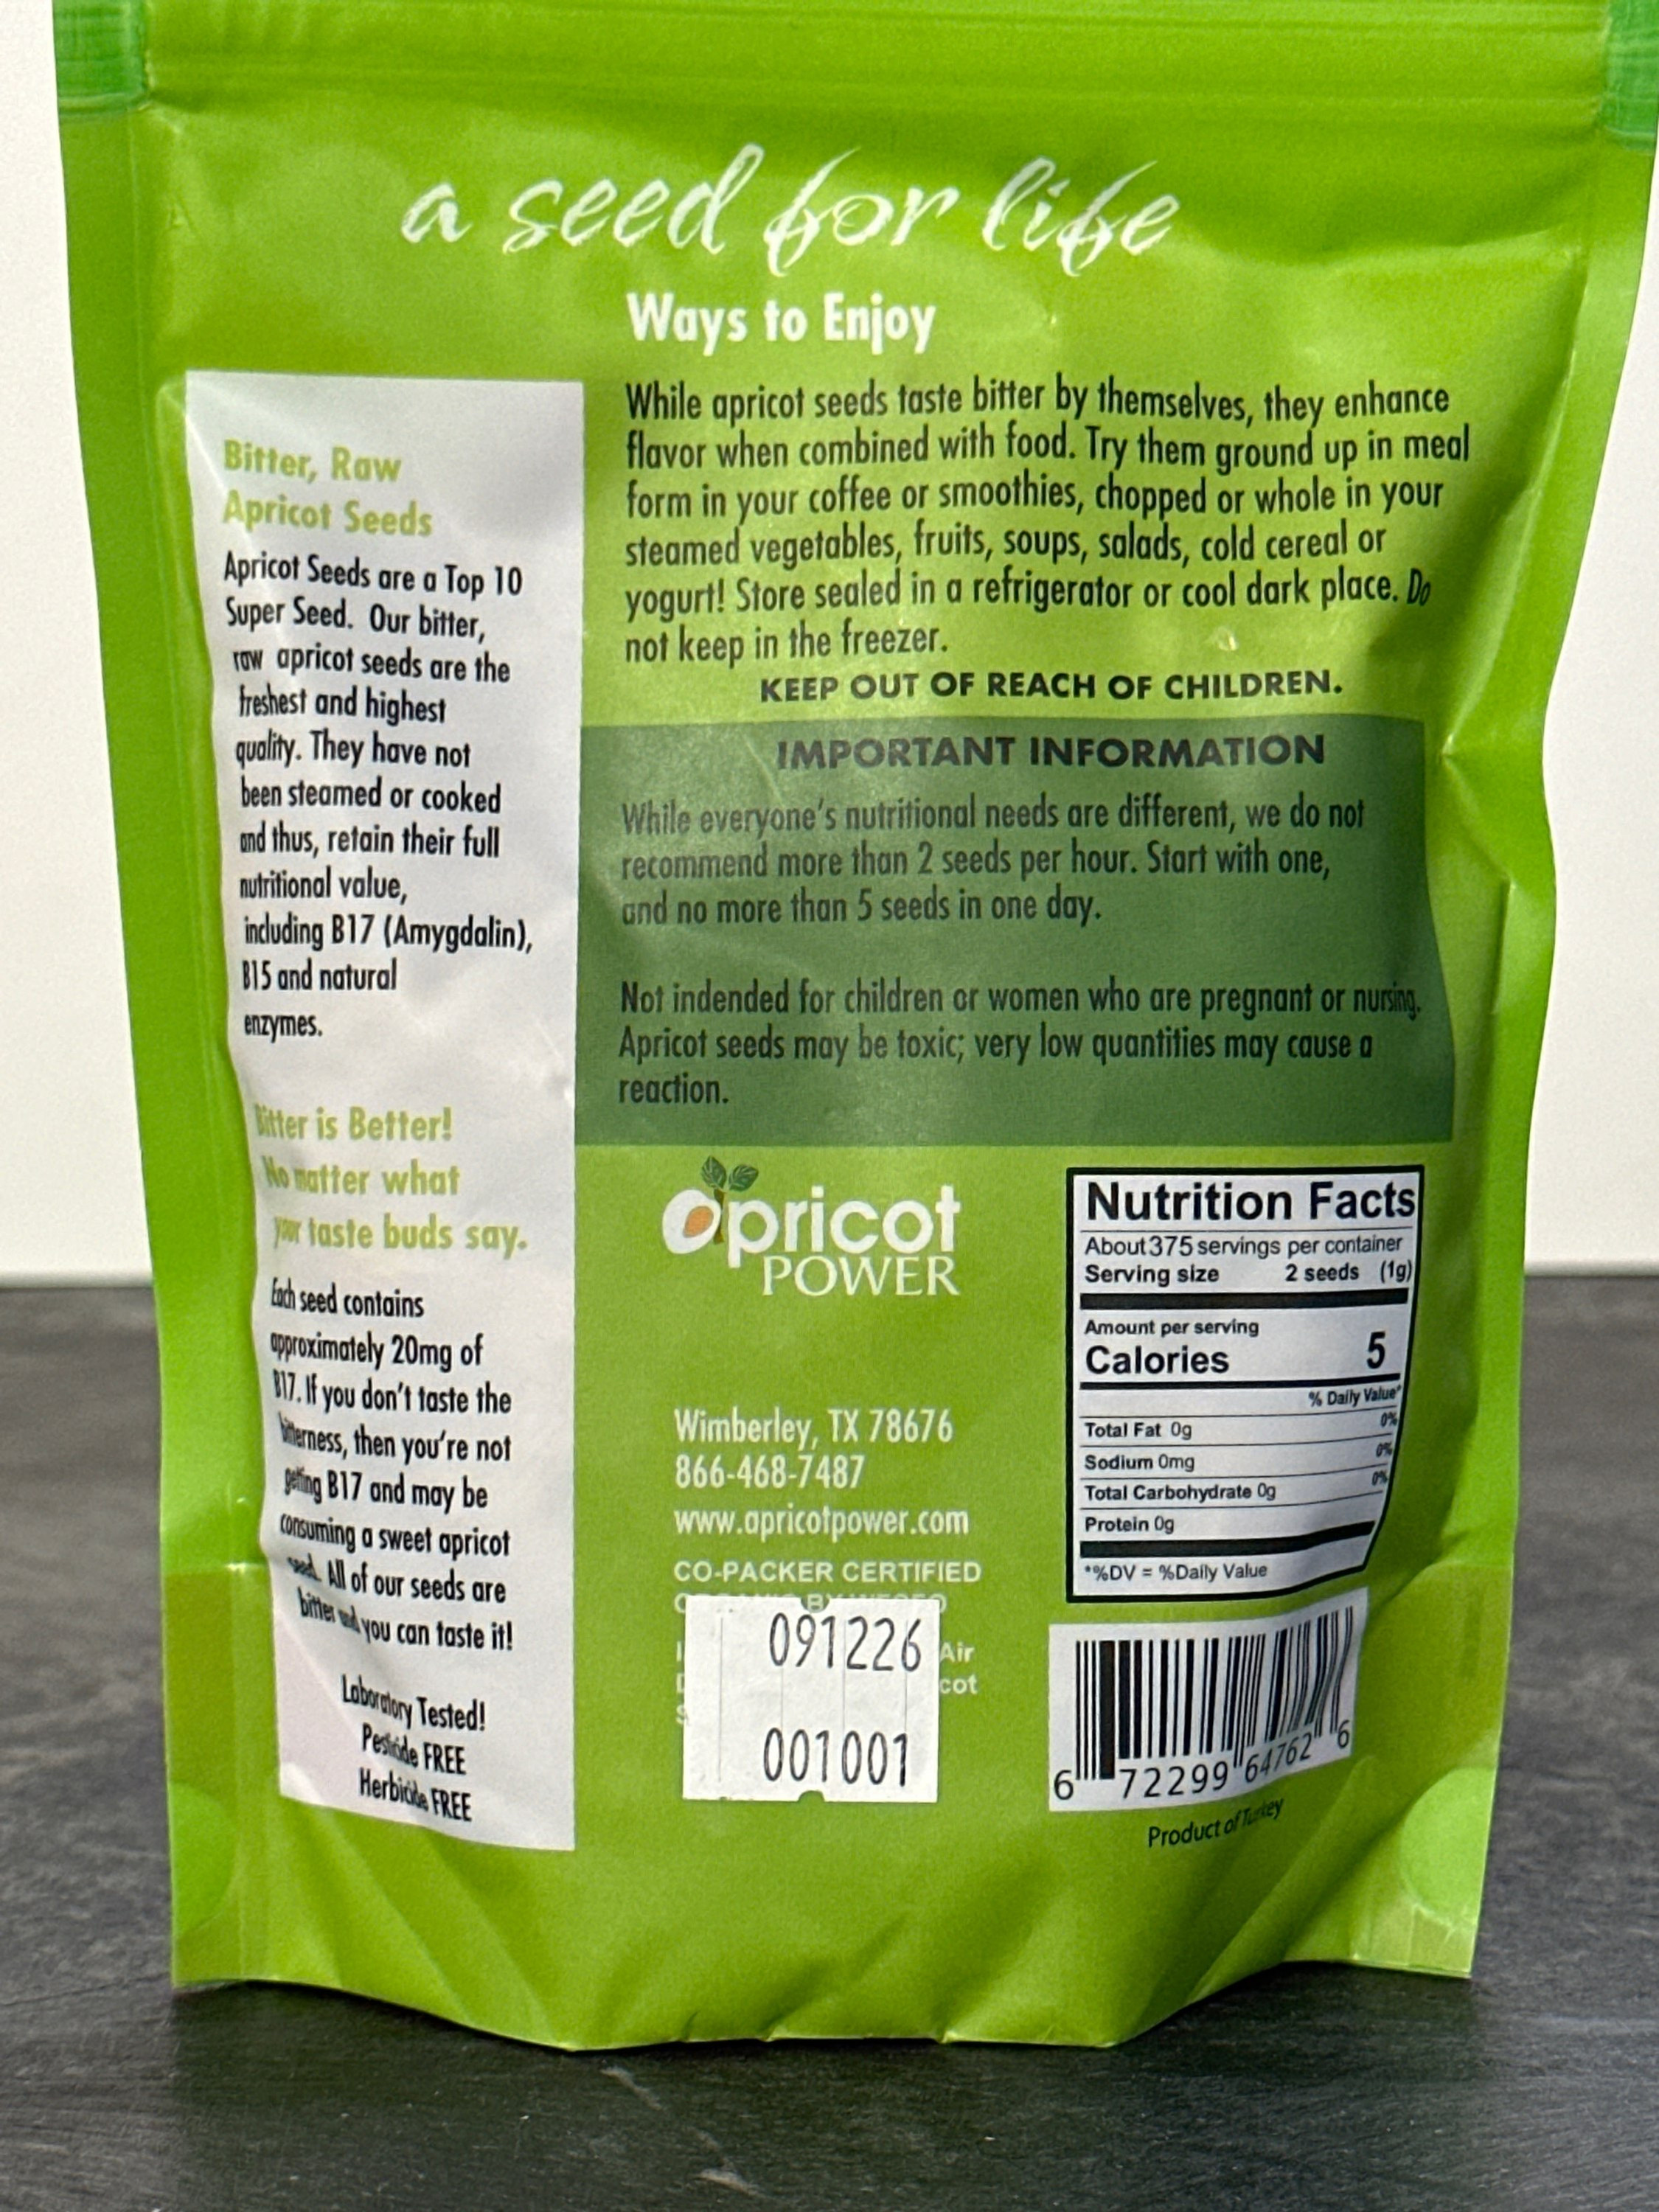 a seed for life
Ways to Enjoy
While apricot seeds taste bitter by themselves, they enhance
flavor when combined with food. Try them ground up in meal
form in your coffee or smoothies, chopped or whole in your
steamed vegetables, fruits, soups, salads, cold cereal or
yogurt! Store sealed in a refrigerator or cool dark place. Do
not keep in the freezer.
KEEP OUT OF REACH OF CHILDREN.
IMPORTANT INFORMATION
While everyone's nutritional needs are different, we do not
recommend more than 2 seeds per hour. Start with one,
and no more than 5 seeds in one day.
Not indended for children or women who are pregnant or nursing.
Apricot seeds may be toxic; very low quantities may cause a
reaction.
Bitter, Raw
Apricot Seeds
Apricot Seeds are a Top 10
Super Seed. Our bitter,
raw apricot seeds are the
freshest and highest
quality. They have not
been steamed or cooked
and thus, retain their full
nutritional value,
including B17 (Amygdalin),
B15 and natural
enzymes.
Bitter is Better!
No matter what
your taste buds say.
Each seed contains
approximately 20mg of
B17. If you don't taste the
bitterness, then you're not
getting B17 and may be
consuming a sweet apricot
seed. All of our seeds are
bitter and you can taste it!
Laboratory Tested!
Pesticide FREE
Herbicide FREE
apricot
POWER
Wimberley, TX 78676
866-468-7487
www.apricotpower.com
CO-PACKER CERTIFIED
BY
Air
cot
091226
001001
Nutrition Facts
About 375 servings per container
Serving size 2 seeds (1g)
Amount per serving
Calories 5
% Daily Value*
Total Fat 0g 0%
Sodium 0mg 0%
Total Carbohydrate 0g 0%
Protein 0g
*%DV = %Daily Value
6 72299 64762 6
Product of Turkey